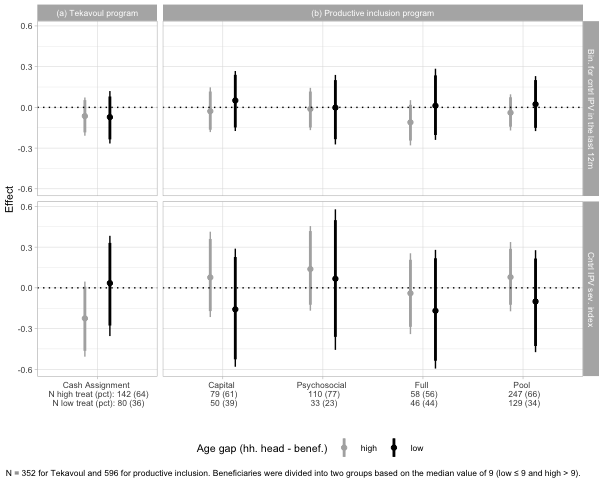 (a) Tekavoul program
(b) Productive inclusion program
0.6
0.3
0.0
-0.3
-0.6
Bin. for cntrl IPV in the last 12m
Effect
0.6
0.3
0.0
-0.3
-0.6
Cntrl IPV sev. index
Cash Assignment
N high treat (pct): 142 (64)
N low treat (pct): 80 (36)
Capital
79 (61)
50 (39)
Psychosocial
110 (77)
33 (23)
Full
58 (56)
46 (44)
Pool
247 (66)
129 (34)
Age gap (hh. head - benef.) high low
N = 352 for Tekavoul and 596 for productive inclusion. Beneficiaries were divided into two groups based on the median value of 9 (low ≤ 9 and high > 9).